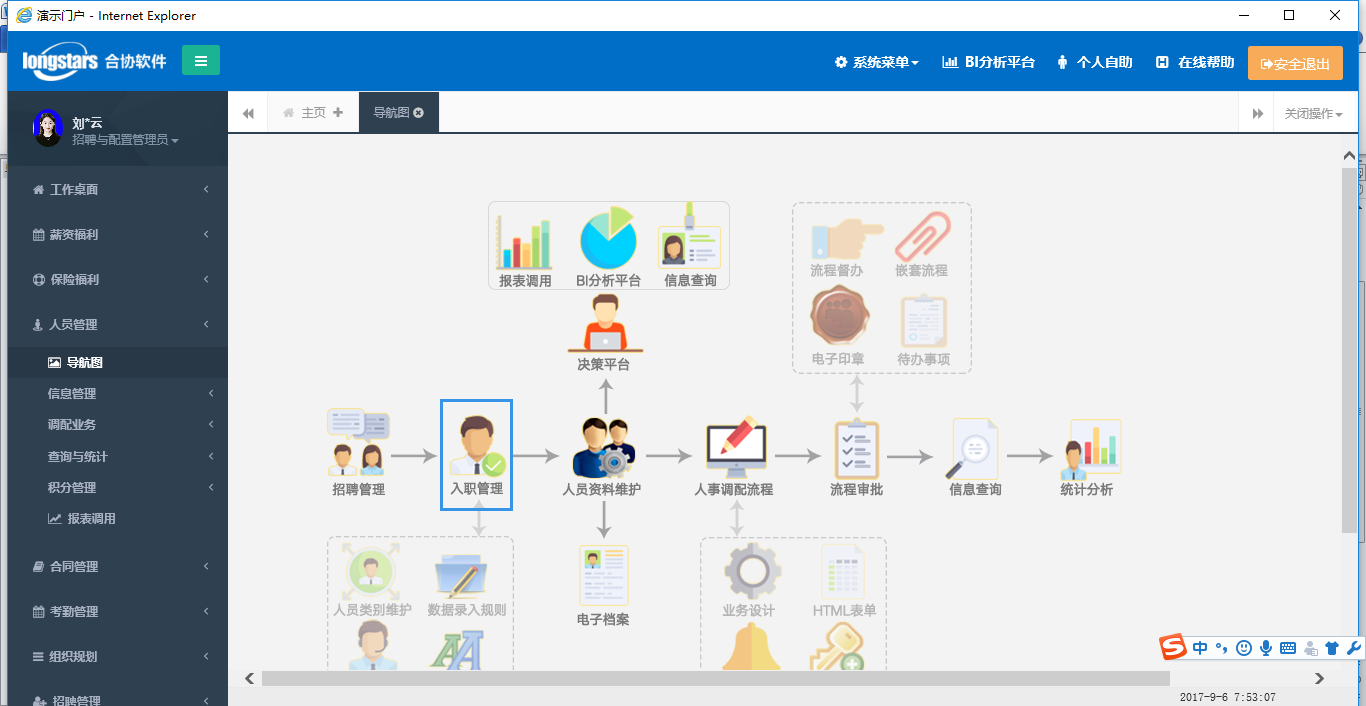 演示门户 - Internet Explorer
longstars 合协软件
系统菜单
BI分析平台
个人自助
在线帮助
安全退出
刘*云
招聘与配置管理员
主页
导航图
关闭操作
工作桌面
薪资福利
保险福利
人员管理
导航图
信息管理
调配业务
查询与统计
积分管理
报表调用
合同管理
考勤管理
组织规划
招聘管理
报表调用
BI分析平台
信息查询
决策平台
流程督办
嵌套流程
电子印章
待办事项
招聘管理
入职管理
人员资料维护
人事调配流程
流程审批
信息查询
统计分析
人员类别维护
数据录入规则
电子档案
业务设计
HTML表单
中
2017-9-6 7:53:07